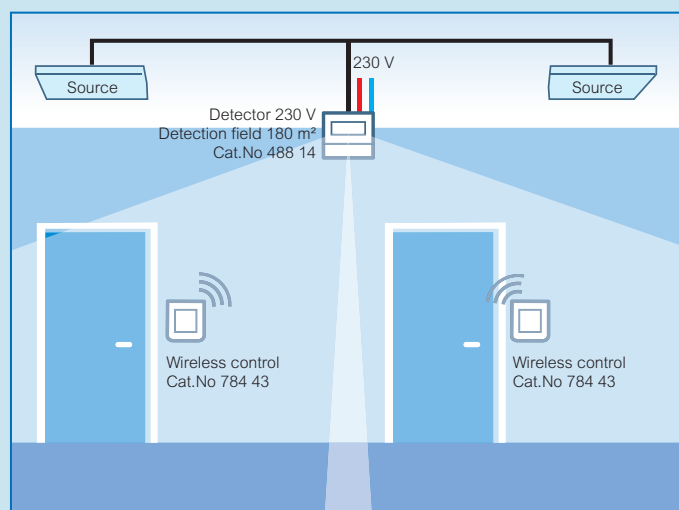 230 V
Source
Source
Detector 230 V
Detection field 180 m²
Cat.No 488 14
Wireless control
Cat.No 784 43
Wireless control
Cat.No 784 43